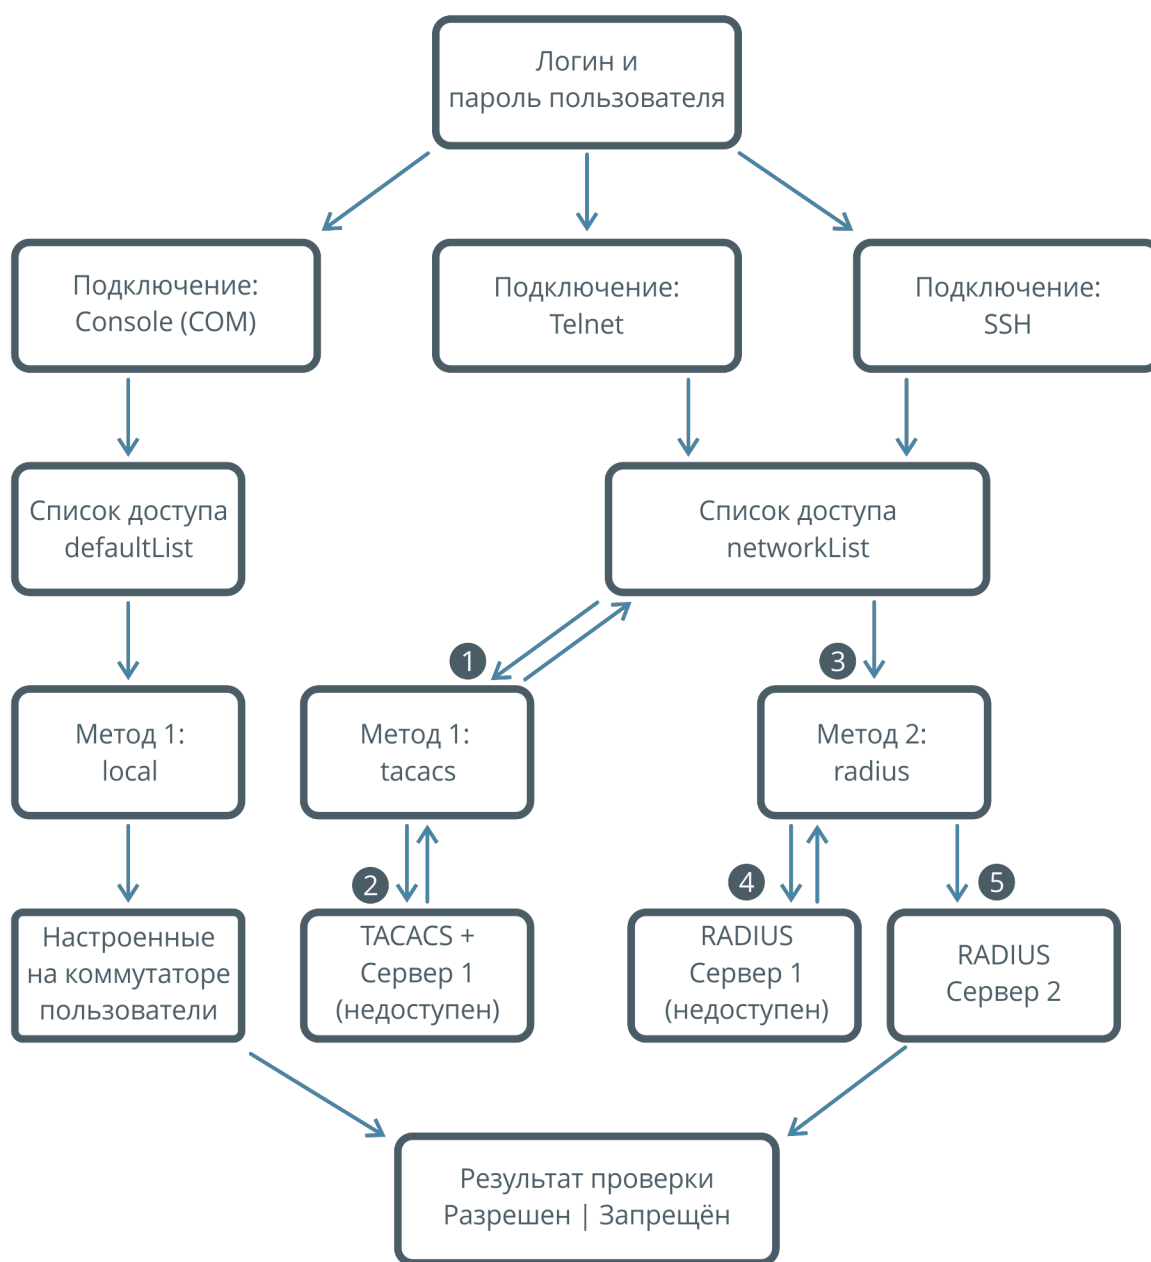 Логин и
пароль пользователя
Подключение:
Console (COM)
Подключение:
Telnet
Подключение:
SSH
Список доступа
defaultList
Список доступа
networkList
1
3
Метод 1:
local
Метод 1:
tacacs
Метод 2:
radius
2
4
5
Настроенные
на коммутаторе
пользователи
TACACS +
Сервер 1
(недоступен)
RADIUS
Сервер 1
(недоступен)
RADIUS
Сервер 2
Результат проверки
Разрешен | Запрещён